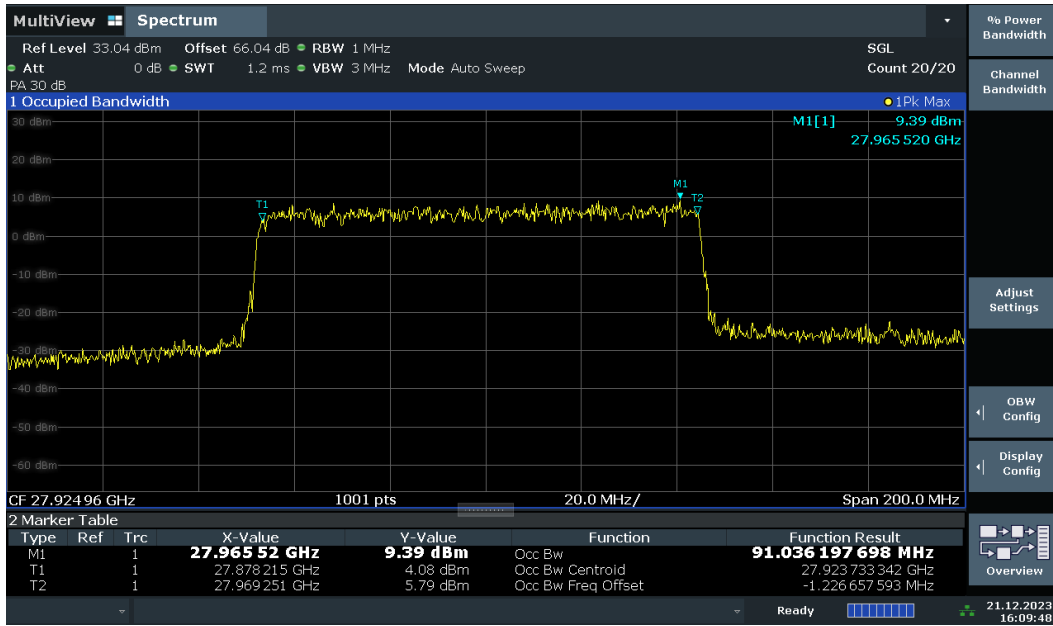 MultiView Spectrum
Ref Level 33.04 dBm Offset 66.04 dB RBW 1 MHz SGL
Att 0 dB SWT 1.2 ms VBW 3 MHz Mode Auto Sweep Count 20/20
PA 30 dB
1 Occupied Bandwidth 1Pk Max
30 dBm
M1[1] 9.39 dBm
27.965 520 GHz
20 dBm
M1
10 dBm
T1
T2
0 dBm
-10 dBm
-20 dBm
-30 dBm
-40 dBm
-50 dBm
-60 dBm
CF 27.92496 GHz 1001 pts 20.0 MHz/ Span 200.0 MHz
2 Marker Table
Type Ref Trc X-Value Y-Value Function Function Result
M1 1 27.965 52 GHz 9.39 dBm Occ Bw 91.036 197 698 MHz
T1 1 27.878 215 GHz 4.08 dBm Occ Bw Centroid 27.923 733 342 GHz
T2 1 27.969 251 GHz 5.79 dBm Occ Bw Freq Offset -1.226 657 593 MHz
Ready
21.12.2023
16:09:48
% Power
Bandwidth
Channel
Bandwidth
Adjust
Settings
OBW
Config
Display
Config
Overview